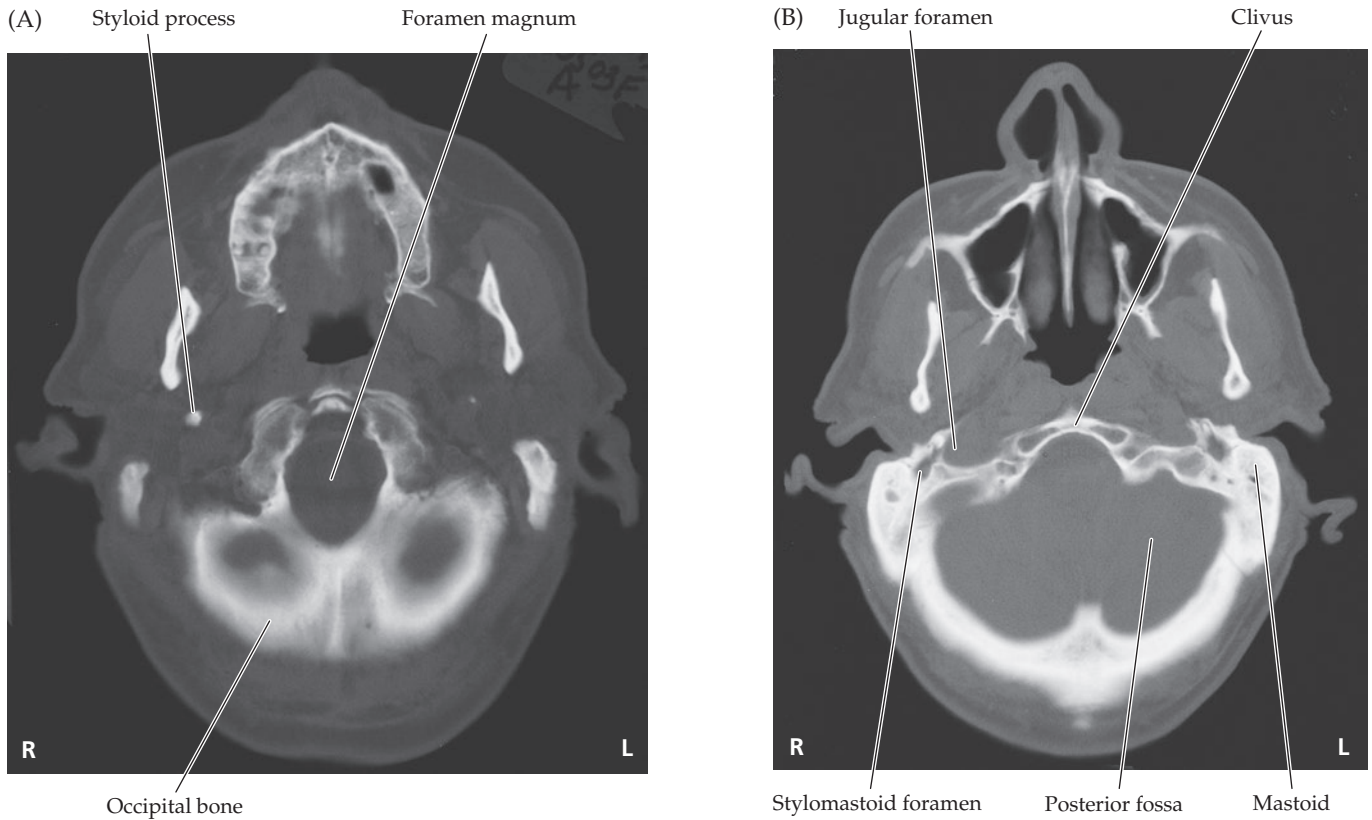 (A)
Styloid process
Foramen magnum
A
R
L
Occipital bone
(B)
Jugular foramen
Clivus
R
L
Stylomastoid foramen
Posterior fossa
Mastoid